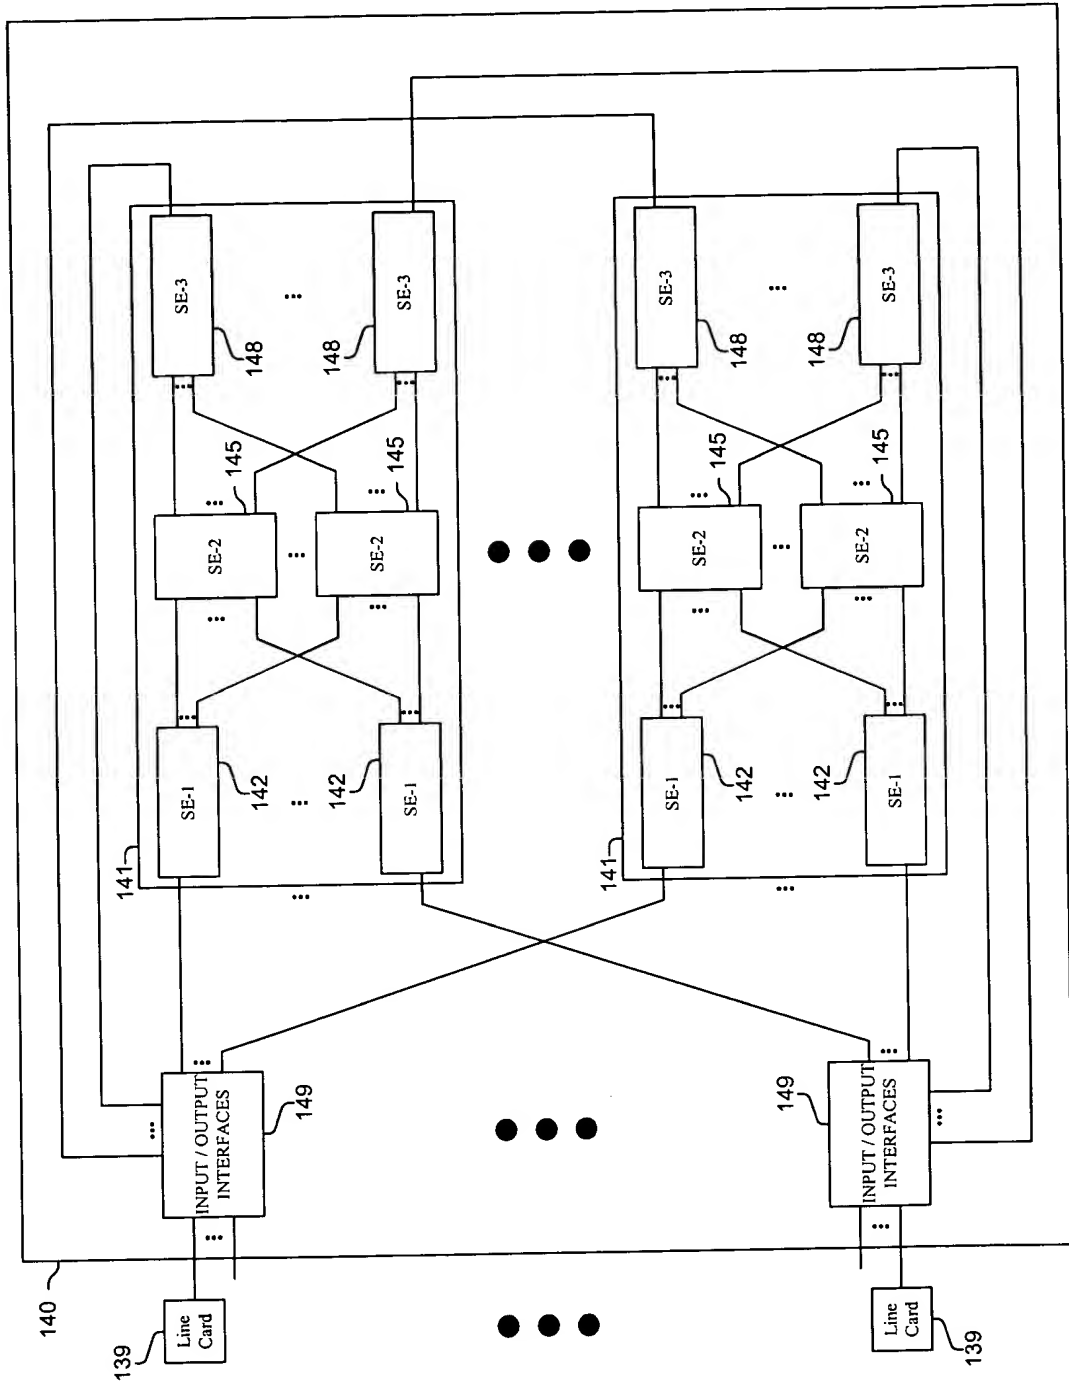 140
139
141
Line
Card
INPUT / OUTPUT
INTERFACES
SE-1
SE-2
SE-3
149
142
145
148
142
148
SE-1
SE-2
SE-3
145
141
SE-1
SE-2
SE-3
142
145
148
149
142
148
INPUT / OUTPUT
INTERFACES
SE-1
SE-2
SE-3
145
Line
Card
139